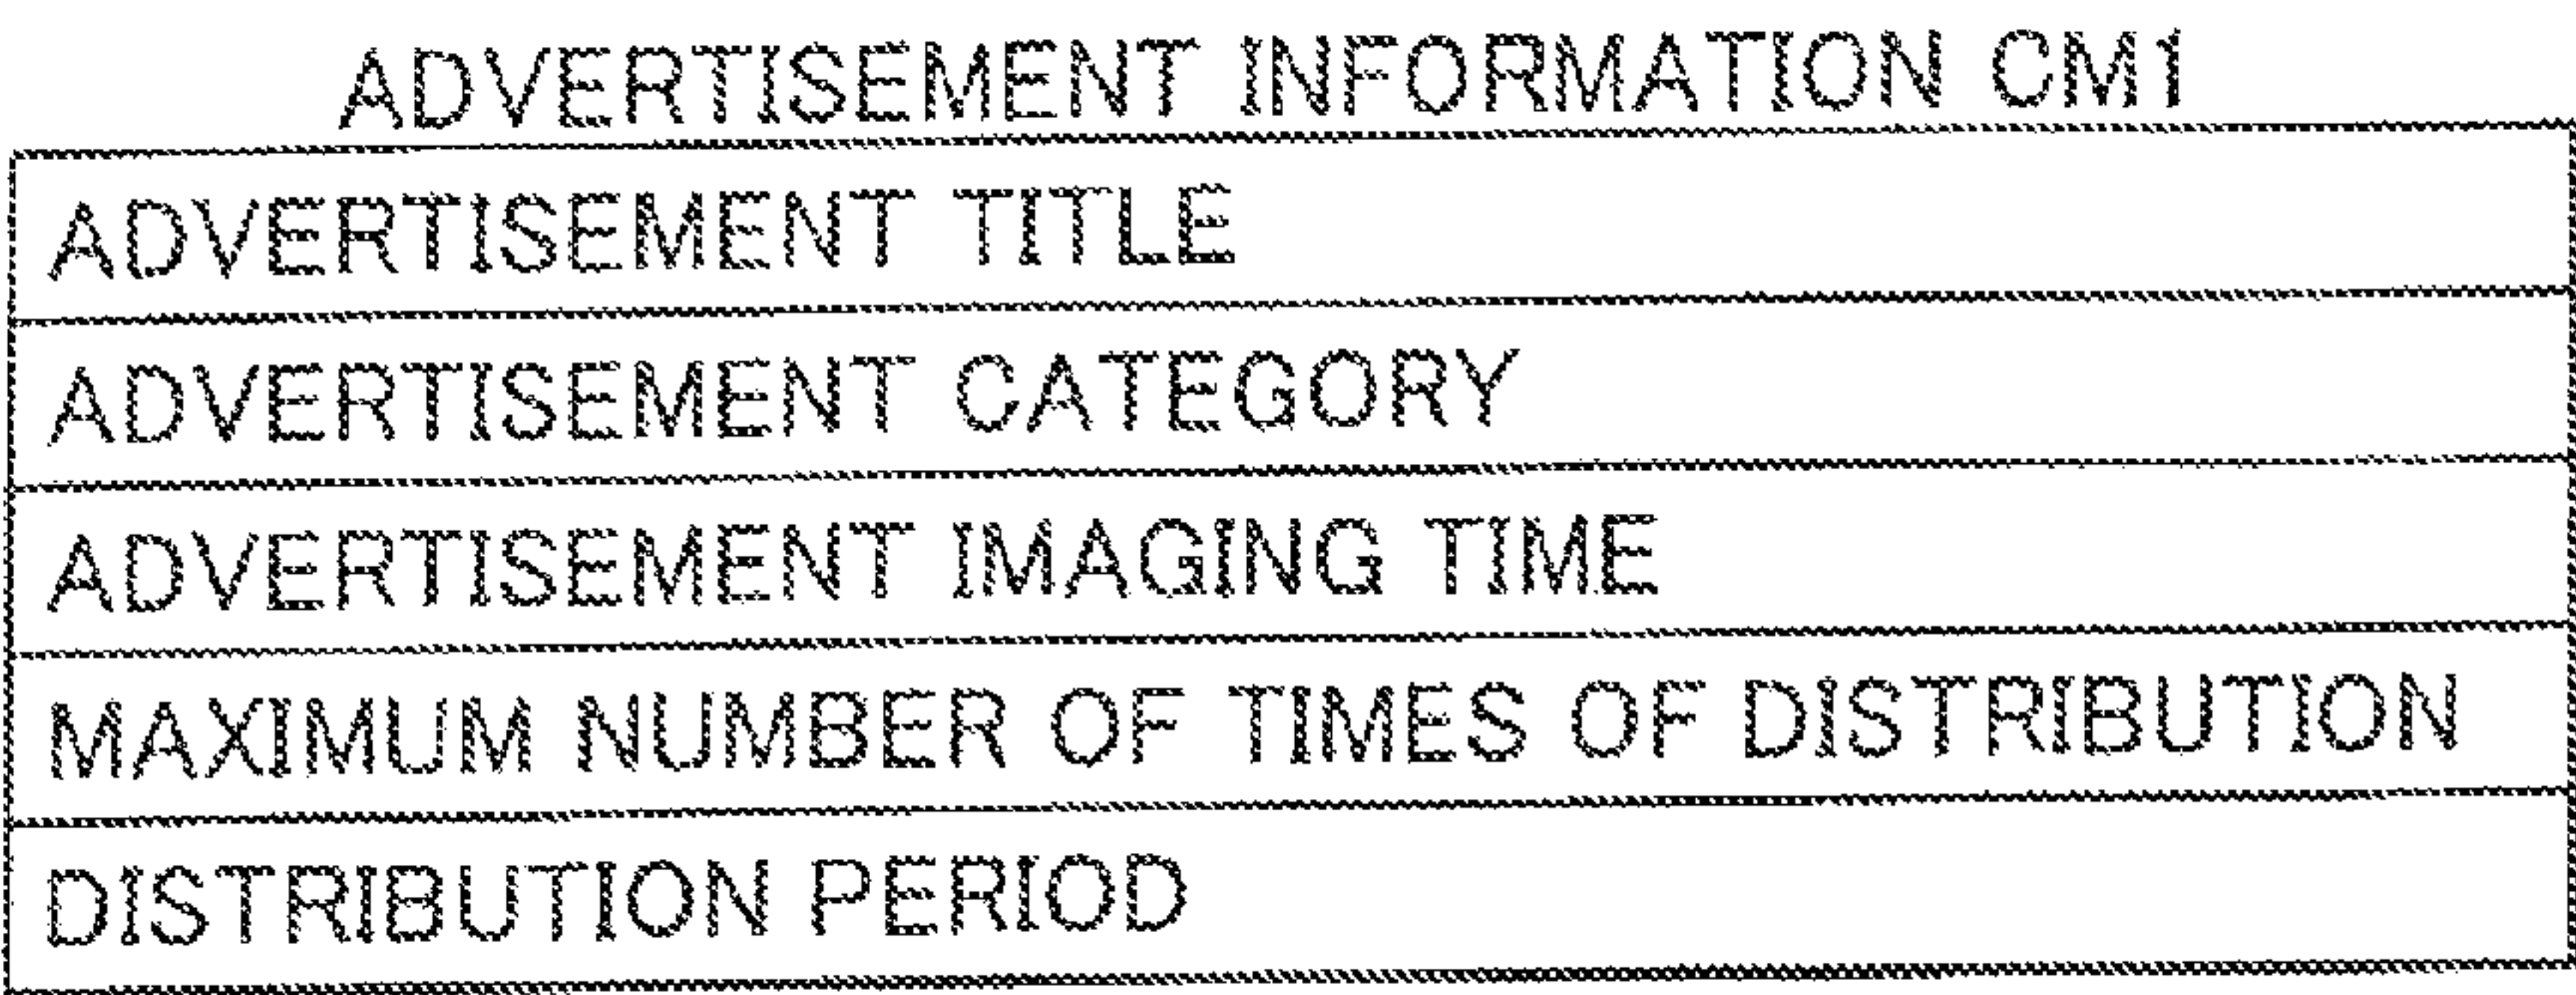 ADVERTISEMENT INFORMATION CM1
ADVERTISEMENT TITLE
ADVERTISEMENT CATEGORY
ADVERTISEMENT IMAGING TIME
MAXIMUM NUMBER OF TIMES OF DISTRIBUTION
DISTRIBUTION PERIOD